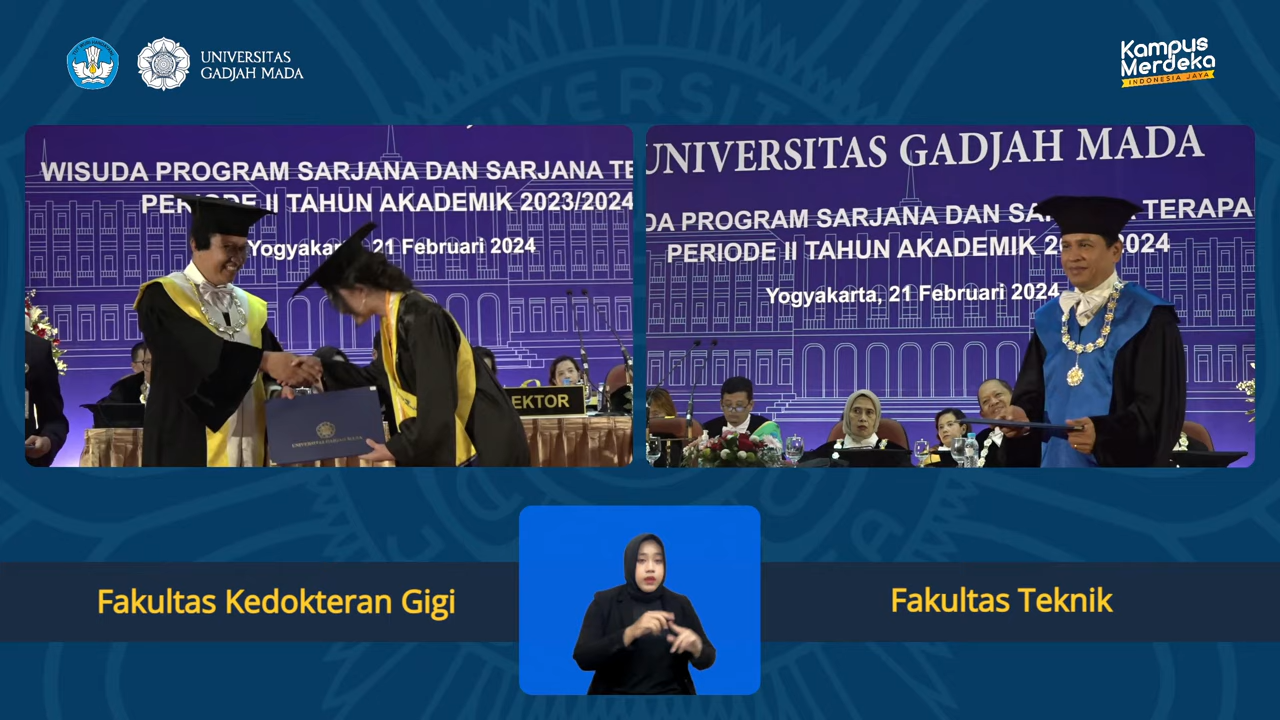 UNIVERSITAS
GADJAH MADA
Kampus
Merdeka
INDONESIA JAYA
WISUDA PROGRAM SARJANA DAN SARJANA TE
PERIODE II TAHUN AKADEMIK 2023/2024
Yogyakarta, 21 Februari 2024
EKTOR
UNIVERSITAS GADJAH MADA
DA PROGRAM SARJANA DAN SAR TERAPA
PERIODE II TAHUN AKADEMIK 20 2024
Yogyakarta, 21 Februari 2024
Fakultas Kedokteran Gigi
Fakultas Teknik